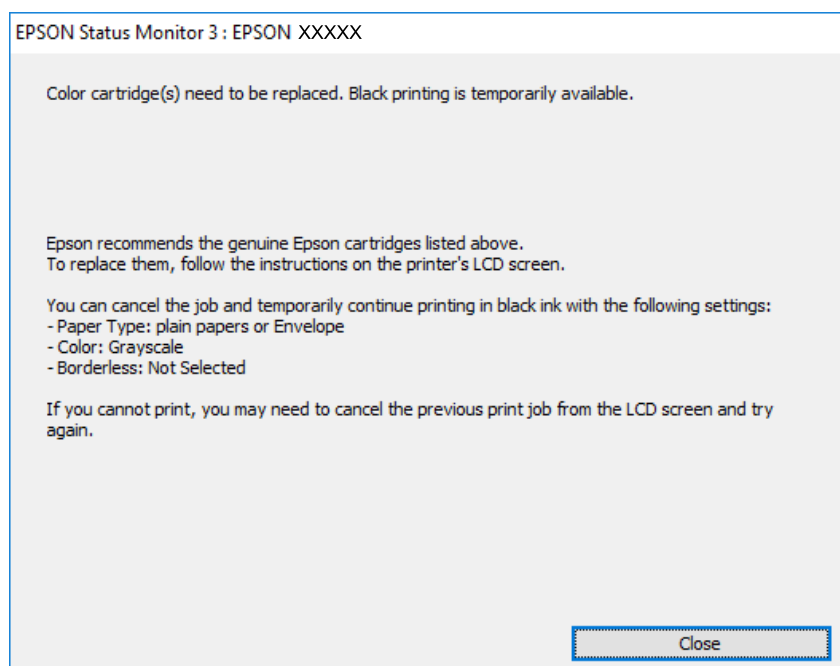 EPSON Status Monitor 3 : EPSON XXXXX
Color cartridge(s) need to be replaced. Black printing is temporarily available.
Epson recommends the genuine Epson cartridges listed above.
To replace them, follow the instructions on the printer's LCD screen.
You can cancel the job and temporarily continue printing in black ink with the following settings:
- Paper Type: plain papers or Envelope
- Color: Grayscale
- Borderless: Not Selected
If you cannot print, you may need to cancel the previous print job from the LCD screen and try
again.
Close